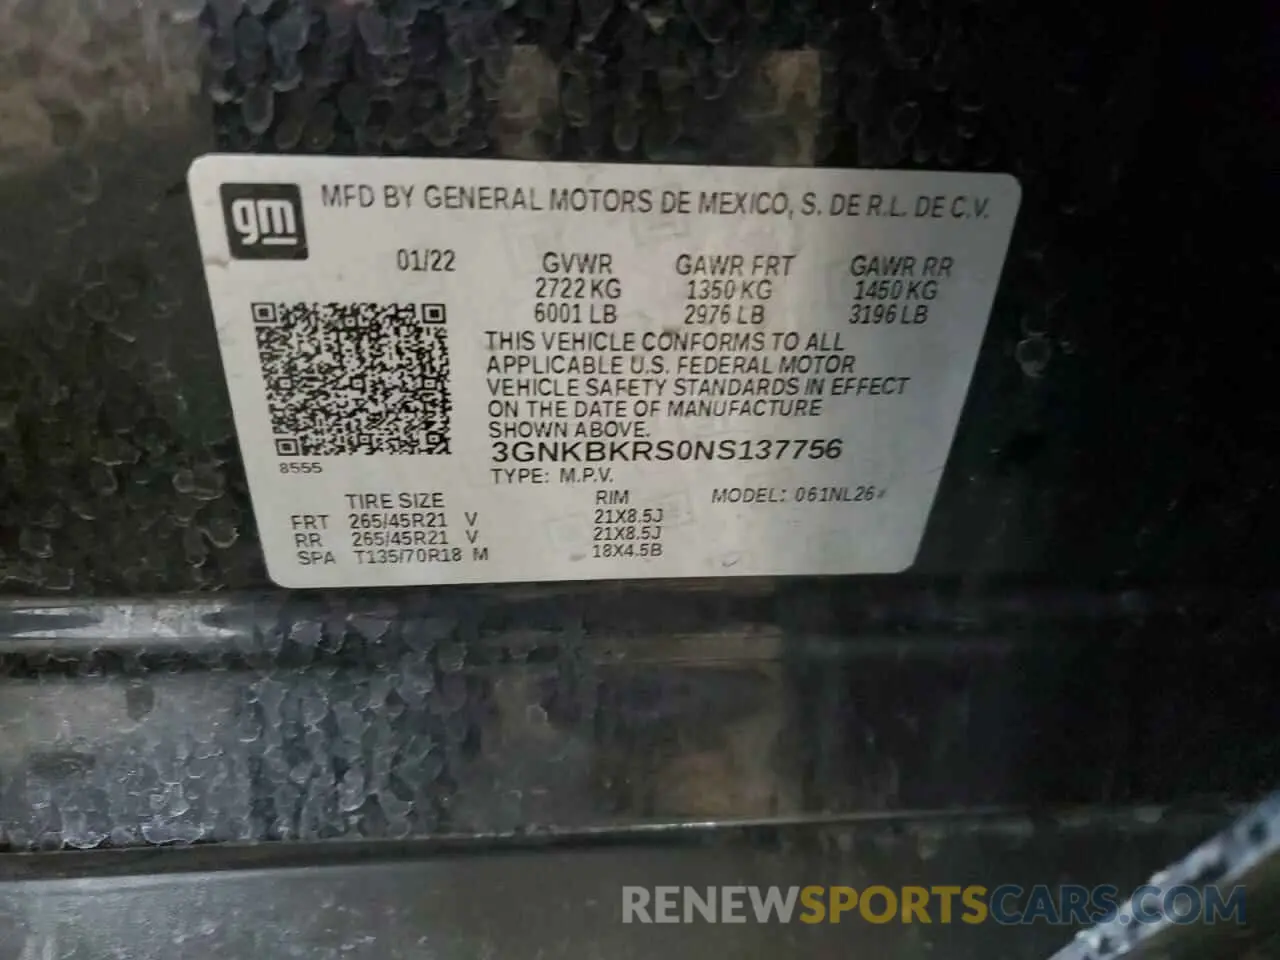 gm
MFD BY GENERAL MOTORS DE MEXICO, S. DE R.L. DE C.V.
01/22 GVWR GAWR FRT GAWR RR
2722 KG 1350 KG 1450 KG
6001 LB 2976 LB 3196 LB
THIS VEHICLE CONFORMS TO ALL
APPLICABLE U.S. FEDERAL MOTOR
VEHICLE SAFETY STANDARDS IN EFFECT
ON THE DATE OF MANUFACTURE
SHOWN ABOVE.
3GNKBKRS0NS137756
8555
TYPE: M.P.V.
TIRE SIZE RIM MODEL: 061NL26
FRT 265/45R21 V 21X8.5J
RR 265/45R21 V 21X8.5J
SPA T135/70R18 M 18X4.5B
RENEWSPORTSCARS.COM